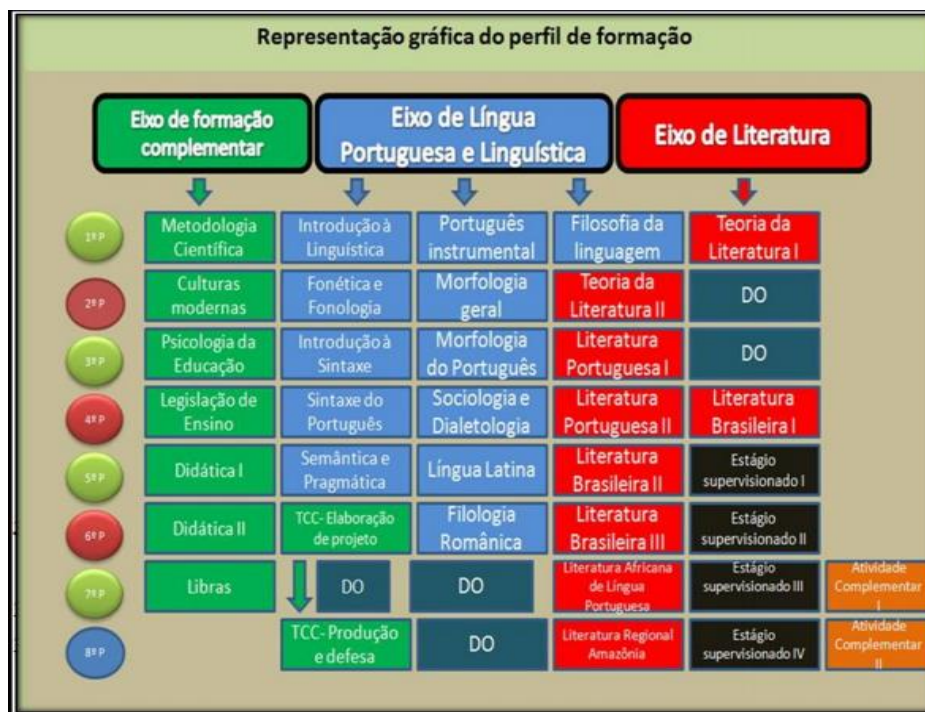 Representação gráfica do perfil de formação
Eixo de formação
complementar
Eixo de Língua
Portuguesa e Linguística
Eixo de Literatura
1º P
Metodologia
Científica
Introdução à
Linguística
Português
instrumental
Filosofia da
linguagem
Teoria da
Literatura I
2º P
Culturas
modernas
Fonética e
Fonologia
Morfologia
geral
Teoria da
Literatura II
DO
3º P
Psicologia da
Educação
Introdução à
Sintaxe
Morfologia
do Português
Literatura
Portuguesa I
DO
4º P
Legislação de
Ensino
Sintaxe do
Português
Sociologia e
Dialetologia
Literatura
Portuguesa II
Literatura
Brasileira I
5º P
Didática I
Semântica e
Pragmática
Língua Latina
Literatura
Brasileira II
Estágio
supervisionado I
6º P
Didática II
TCC- Elaboração
de projeto
Filologia
Românica
Literatura
Brasileira III
Estágio
supervisionado II
7º P
Libras
DO
DO
Literatura Africana
de Língua
Portuguesa
Estágio
supervisionado III
Atividade
Complementar
I
8º P
TCC- Produção
e defesa
DO
Literatura Regional
Amazônia
Estágio
supervisionado IV
Atividade
Complementar
II